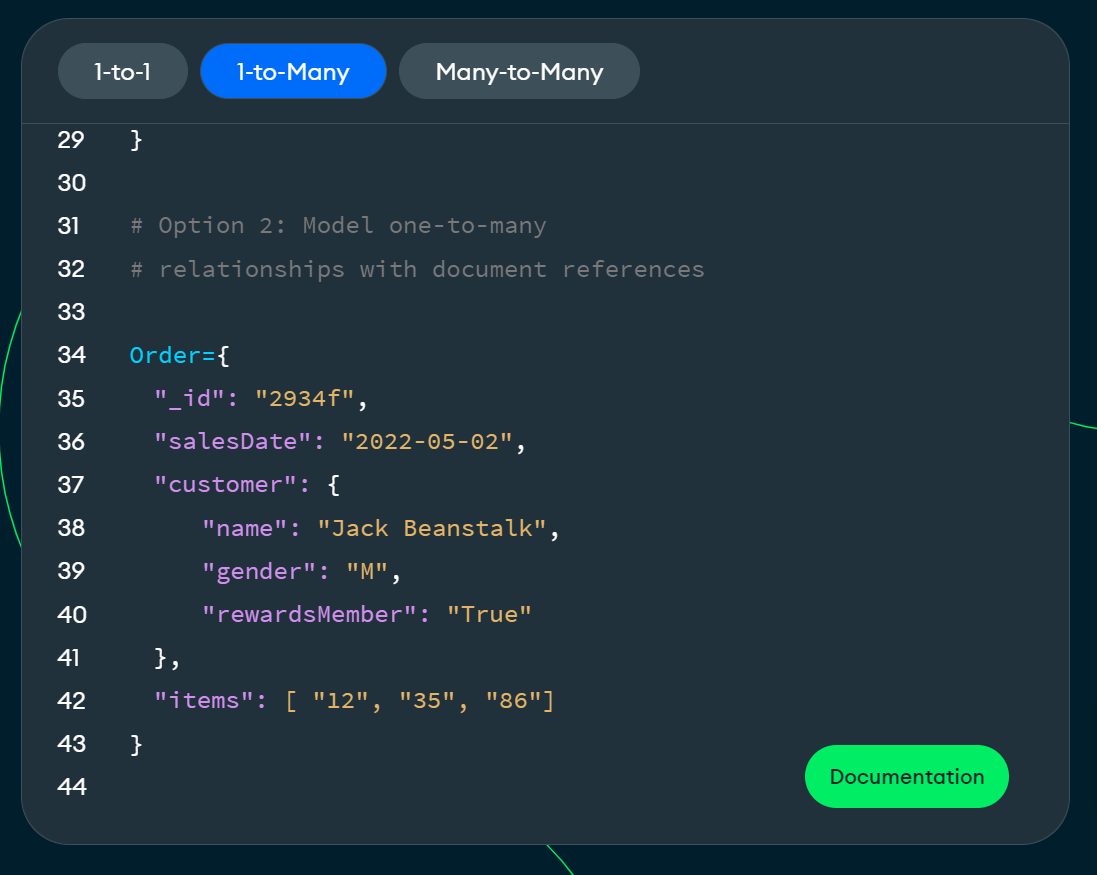 1-to-1 1-to-Many Many-to-Many
29 }
30
31 # Option 2: Model one-to-many
32 # relationships with document references
33
34 Order={
35 "_id": "2934f",
36 "salesDate": "2022-05-02",
37 "customer": {
38 "name": "Jack Beanstalk",
39 "gender": "M",
40 "rewardsMember": "True"
41 },
42 "items": [ "12", "35", "86"]
43 }
44
Documentation